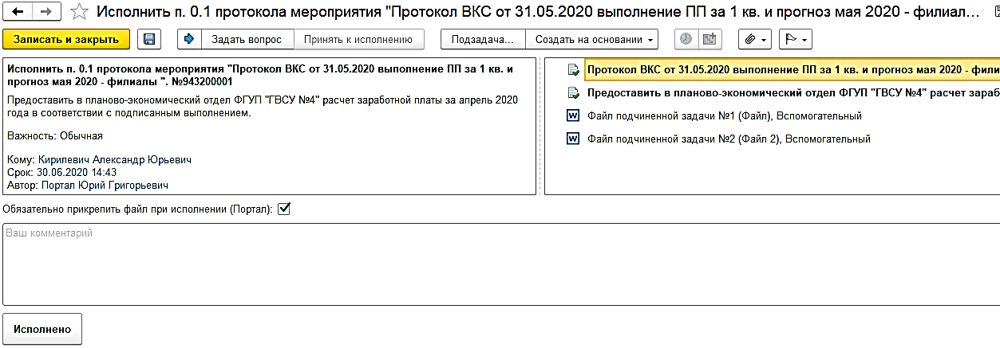 Исполнить п. 0.1 протокола мероприятия "Протокол ВКС от 31.05.2020 выполнение ПП за 1 кв. и прогноз мая 2020 - филиал...
Записать и закрыть
Задать вопрос
Принять к исполнению
Подзадача...
Создать на основании
Исполнить п. 0.1 протокола мероприятия "Протокол ВКС от 31.05.2020 выполнение ПП за 1 кв. и
прогноз мая 2020 - филиалы ". №943200001
Предоставить в планово-экономический отдел ФГУП "ГВСУ №4" расчет заработной платы за апрель 2020
года в соответствии с подписанным выполнением.
Важность: Обычная
Кому: Кирилевич Александр Юрьевич
Срок: 30.06.2020 14:43
Автор: Портал Юрий Григорьевич
Протокол ВКС от 31.05.2020 выполнение ПП за 1 кв. и прогноз мая 2020 - фили
Предоставить в планово-экономический отдел ФГУП "ГВСУ №4" расчет зараб
W Файл подчиненной задачи №1 (Файл), Вспомогательный
W Файл подчиненной задачи №2 (Файл 2), Вспомогательный
Обязательно прикрепить файл при исполнении (Портал):
Ваш комментарий
Исполнено